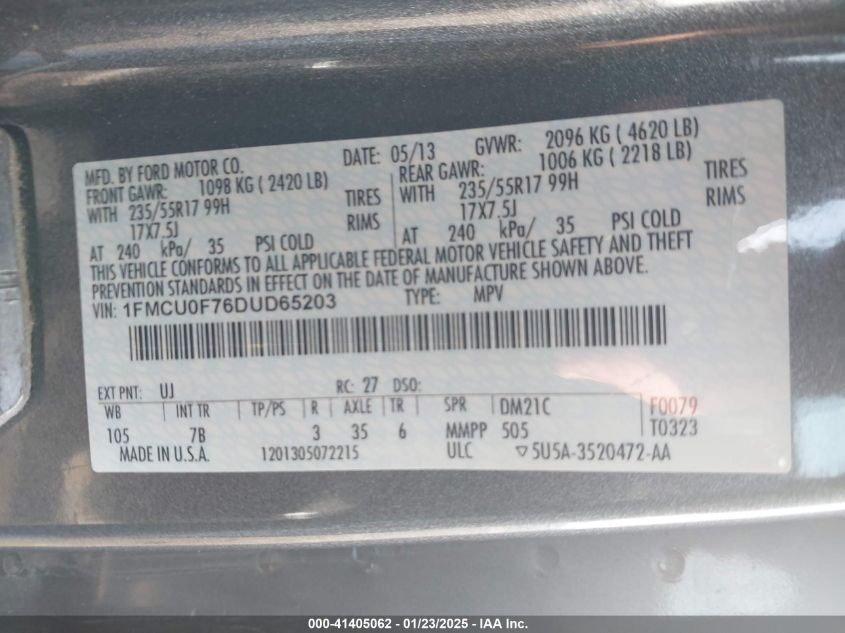 MFD. BY FORD MOTOR CO. DATE: 05/13 GVWR: 2096 KG ( 4620 LB)
FRONT GAWR: 1098 KG ( 2420 LB) REAR GAWR: 1006 KG ( 2218 LB)
WITH 235/55R17 99H TIRES WITH 235/55R17 99H TIRES
17X7.5J RIMS 17X7.5J RIMS
AT 240 kPa/ 35 PSI COLD AT 240 kPa/ 35 PSI COLD
THIS VEHICLE CONFORMS TO ALL APPLICABLE FEDERAL MOTOR VEHICLE SAFETY AND THEFT
PREVENTION STANDARDS IN EFFECT ON THE DATE OF MANUFACTURE SHOWN ABOVE.
VIN: 1FMCU0F76DUD65203 TYPE: MPV
EXT PNT: UJ RC: 27 DSO:
WB INT TR TP/PS R AXLE TR SPR DM21C F0079
105 7B 3 35 6 MMPP 505 T0323
MADE IN U.S.A. 1201305072215 ULC ▽5U5A-3520472-AA
000-41405062 - 01/23/2025 - IAA Inc.